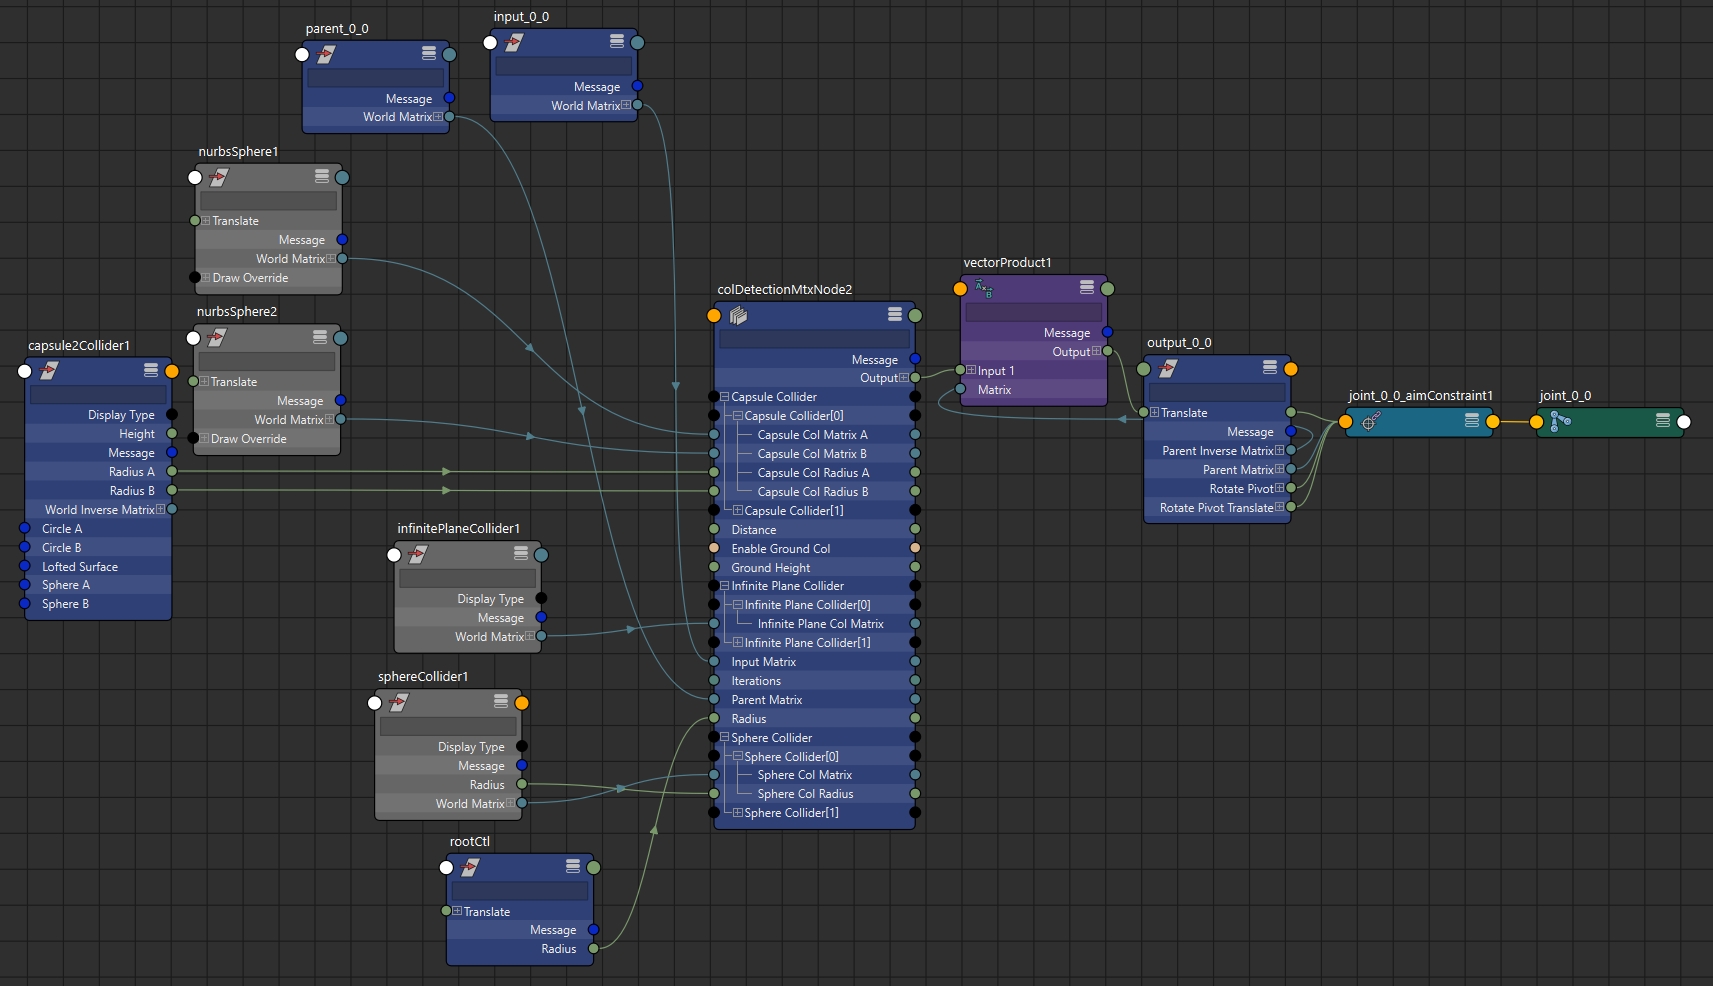 parent_0_0
Message
World Matrix
input_0_0
Message
World Matrix
nurbsSphere1
Translate
Message
World Matrix
Draw Override
nurbsSphere2
Translate
Message
World Matrix
Draw Override
capsule2Collider1
Display Type
Height
Message
Radius A
Radius B
World Inverse Matrix
Circle A
Circle B
Lofted Surface
Sphere A
Sphere B
infinitePlaneCollider1
Display Type
Message
World Matrix
sphereCollider1
Display Type
Message
Radius
World Matrix
rootCtl
Translate
Message
Radius
colDetectionMtxNode2
Message
Output
Capsule Collider
Capsule Collider[0]
Capsule Col Matrix A
Capsule Col Matrix B
Capsule Col Radius A
Capsule Col Radius B
Capsule Collider[1]
Distance
Enable Ground Col
Ground Height
Infinite Plane Collider
Infinite Plane Collider[0]
Infinite Plane Col Matrix
Infinite Plane Collider[1]
Input Matrix
Iterations
Parent Matrix
Radius
Sphere Collider
Sphere Collider[0]
Sphere Col Matrix
Sphere Col Radius
Sphere Collider[1]
vectorProduct1
Message
Output
Input 1
Matrix
output_0_0
Translate
Message
Parent Inverse Matrix
Parent Matrix
Rotate Pivot
Rotate Pivot Translate
joint_0_0_aimConstraint1
joint_0_0